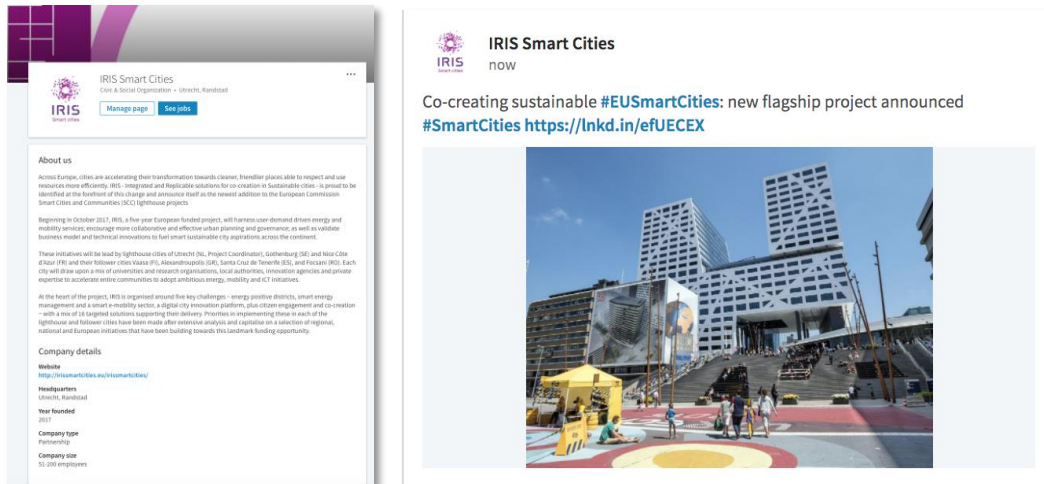 IRIS
Smart cities
IRIS Smart Cities
Civic & Social Organization • Utrecht, Randstad
Manage page
See jobs
About us
Across Europe, cities are accelerating their transformation towards cleaner, friendlier places able to respect and use
resources more efficiently. IRIS - Integrated and Replicable solutions for co-creation in Sustainable cities - is proud to be
identified at the forefront of this change and announce itself as the newest addition to the European Commission
Smart Cities and Communities (SCC) lighthouse projects
Beginning in October 2017, IRIS, a five-year European funded project, will harness user-demand driven energy and
mobility services; encourage more collaborative and effective urban planning and governance; as well as validate
business model and technical innovations to fuel smart sustainable city aspirations across the continent.
These initiatives will be lead by lighthouse cities of Utrecht (NL, Project Coordinator), Gothenburg (SE) and Nice Côte
d'Azur (FR) and their follower cities Vaasa (FI), Alexandroupolis (GR), Santa Cruz de Tenerife (ES), and Focsani (RO). Each
city will draw upon a mix of universities and research organisations, local authorities, innovation agencies and private
expertise to accelerate entire communities to adopt ambitious energy, mobility and ICT initiatives.
At the heart of the project, IRIS is organised around five key challenges – energy positive districts, smart energy
management and a smart e-mobility sector, a digital city innovation platform, plus citizen engagement and co-creation
– with a mix of 16 targeted solutions supporting their delivery. Priorities in implementing these in each of the
lighthouse and follower cities have been made after extensive analysis and capitalise on a selection of regional,
national and European initiatives that have been building towards this landmark funding opportunity.
Company details
Website
http://irissmartcities.eu/irissmartcities/
Headquarters
Utrecht, Randstad
Year founded
2017
Company type
Partnership
Company size
51-200 employees
IRIS
Smart cities
IRIS Smart Cities
now
Co-creating sustainable #EUSmartCities: new flagship project announced
#SmartCities https://lnkd.in/efUECEX